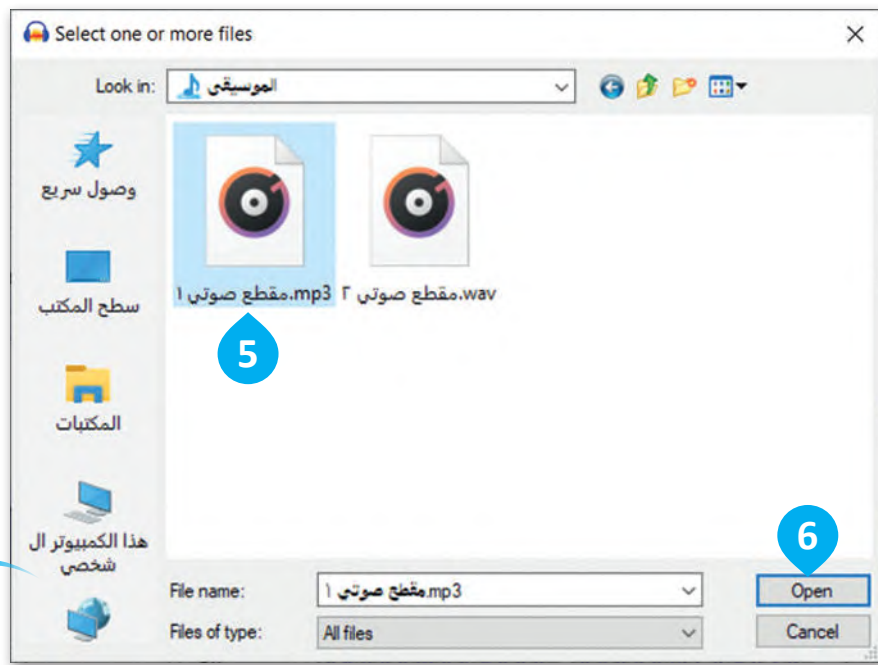 Select one or more files
Look in: الموسيقى
وصول سريع
سطح المكتب
المكتبات
هذا الكمبيوتر ال
شخصي
مقطع صوتي ١.mp3
مقطع صوتي ٢.wav
5
File name: مقطع صوتي ١.mp3
Files of type: All files
6
Open
Cancel